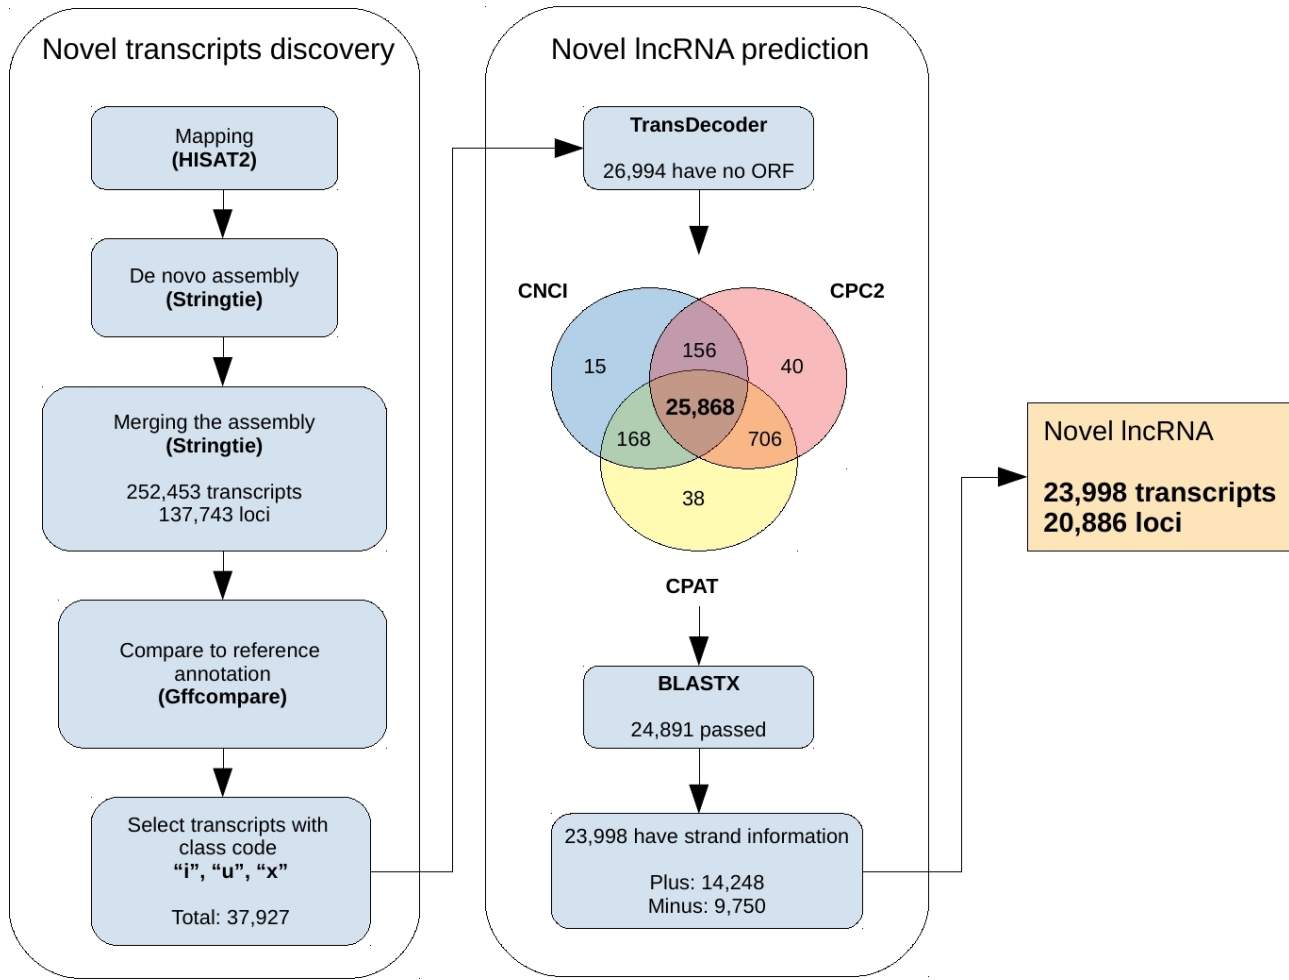 Novel transcripts discovery
Mapping
(HISAT2)
De novo assembly
(Stringtie)
Merging the assembly
(Stringtie)
252,453 transcripts
137,743 loci
Compare to reference
annotation
(Gffcompare)
Select transcripts with
class code
“i”, “u”, “x”
Total: 37,927
Novel lncRNA prediction
TransDecoder
26,994 have no ORF
CNCI
CPC2
15
156
40
25,868
168
706
38
CPAT
BLASTX
24,891 passed
23,998 have strand information
Plus: 14,248
Minus: 9,750
Novel lncRNA
23,998 transcripts
20,886 loci